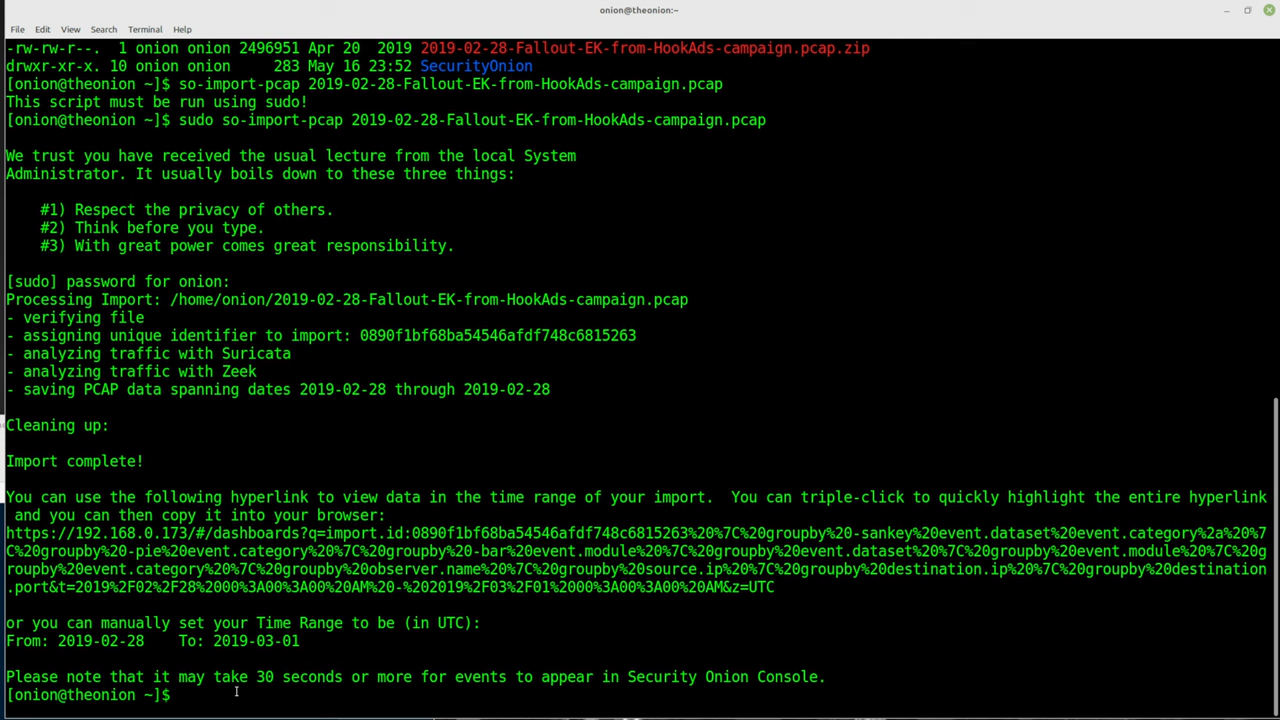 onion@theonion:~
File Edit View Search Terminal Help
-rw-rw-r--. 1 onion onion 2496951 Apr 20 2019 2019-02-28-Fallout-EK-from-HookAds-campaign.pcap.zip
drwxr-xr-x. 10 onion onion 283 May 16 23:52 SecurityOnion
[onion@theonion ~]$ so-import-pcap 2019-02-28-Fallout-EK-from-HookAds-campaign.pcap
This script must be run using sudo!
[onion@theonion ~]$ sudo so-import-pcap 2019-02-28-Fallout-EK-from-HookAds-campaign.pcap
We trust you have received the usual lecture from the local System
Administrator. It usually boils down to these three things:
#1) Respect the privacy of others.
#2) Think before you type.
#3) With great power comes great responsibility.
[sudo] password for onion:
Processing Import: /home/onion/2019-02-28-Fallout-EK-from-HookAds-campaign.pcap
- verifying file
- assigning unique identifier to import: 0890f1bf68ba54546afdf748c6815263
- analyzing traffic with Suricata
- analyzing traffic with Zeek
- saving PCAP data spanning dates 2019-02-28 through 2019-02-28
Cleaning up:
Import complete!
You can use the following hyperlink to view data in the time range of your import.  You can triple-click to quickly highlight the entire hyperlink
and you can then copy it into your browser:
https://192.168.0.173/#/dashboards?q=import.id:0890f1bf68ba54546afdf748c6815263%20%7C%20groupby%20-sankey%20event.dataset%20event.category%2a%20%7
C%20groupby%20-pie%20event.category%20%7C%20groupby%20-bar%20event.module%20%7C%20groupby%20event.dataset%20%7C%20groupby%20event.module%20%7C%20g
roupby%20event.category%20%7C%20groupby%20observer.name%20%7C%20groupby%20source.ip%20%7C%20groupby%20destination.ip%20%7C%20groupby%20destination
.port&t=2019%2F02%2F28%2000%3A00%3A00%20AM%20-%202019%2F03%2F01%2000%3A00%3A00%20AM&z=UTC
or you can manually set your Time Range to be (in UTC):
From: 2019-02-28    To: 2019-03-01
Please note that it may take 30 seconds or more for events to appear in Security Onion Console.
[onion@theonion ~]$